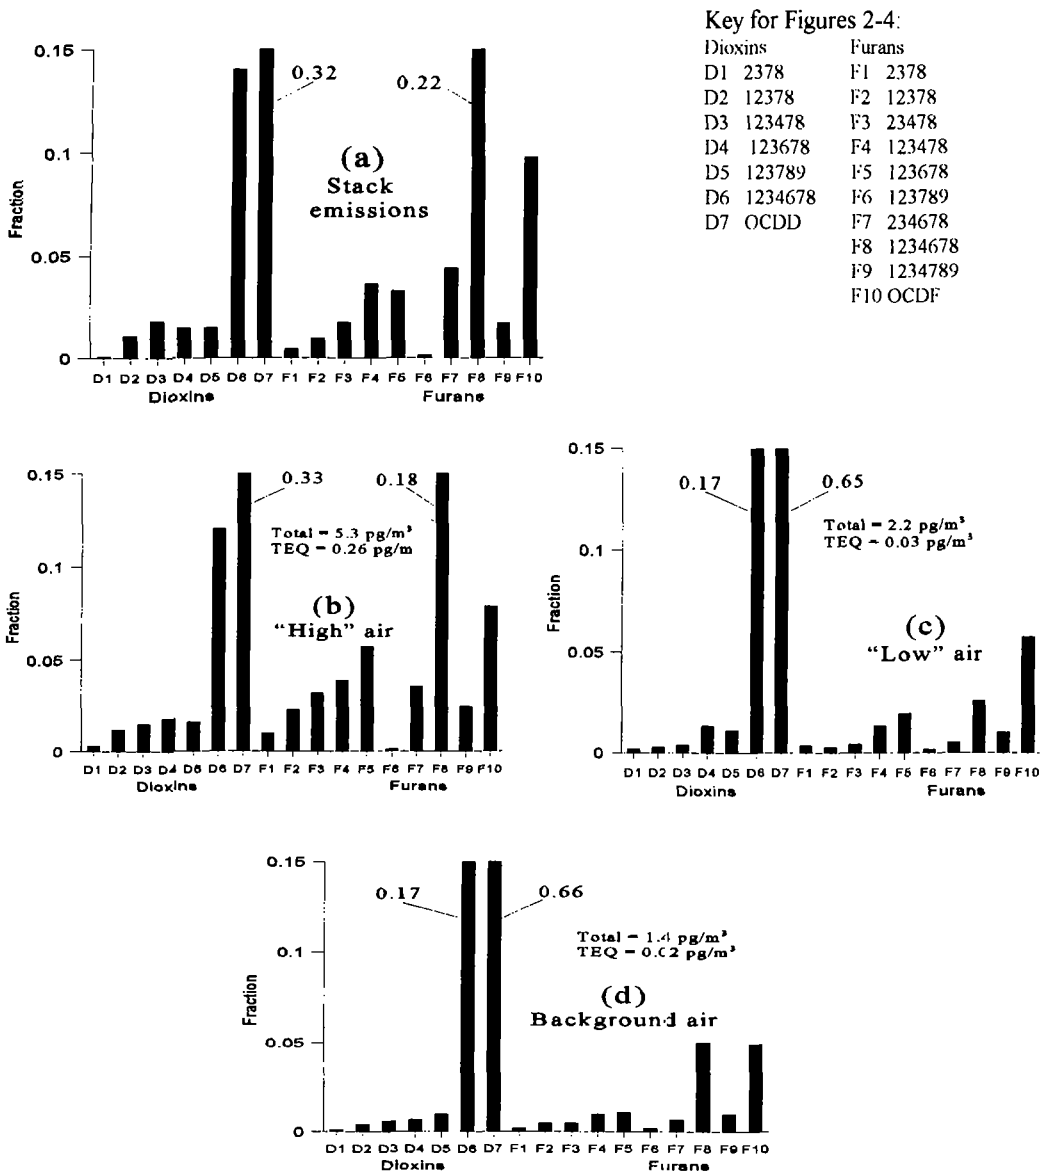 Key for Figures 2-4:
Dioxins Furans
D1 2378 F1 2378
D2 12378 F2 12378
D3 123478 F3 23478
D4 123678 F4 123478
D5 123789 F5 123678
D6 1234678 F6 123789
D7 OCDD F7 234678
F8 1234678
F9 1234789
F10 OCDF
0.15
0.1
0.05
0
Fraction
0.32
0.22
(a)
Stack
emissions
D1 D2 D3 D4 D5 D6 D7 F1 F2 F3 F4 F5 F6 F7 F8 F9 F10
Dioxins Furans
0.15
0.1
0.05
0
Fraction
0.33
0.18
Total = 5.3 pg/m³
TEQ = 0.26 pg/m
(b)
"High" air
D1 D2 D3 D4 D5 D6 D7 F1 F2 F3 F4 F5 F6 F7 F8 F9 F10
Dioxins Furans
0.15
0.1
0.05
0
Fraction
0.17
0.65
Total = 2.2 pg/m³
TEQ = 0.03 pg/m³
(c)
"Low" air
D1 D2 D3 D4 D5 D6 D7 F1 F2 F3 F4 F5 F6 F7 F8 F9 F10
Dioxins Furans
0.15
0.1
0.05
0
Fraction
0.17
0.66
Total = 1.4 pg/m³
TEQ = 0.02 pg/m³
(d)
Background air
D1 D2 D3 D4 D5 D6 D7 F1 F2 F3 F4 F5 F6 F7 F8 F9 F10
Dioxins Furans